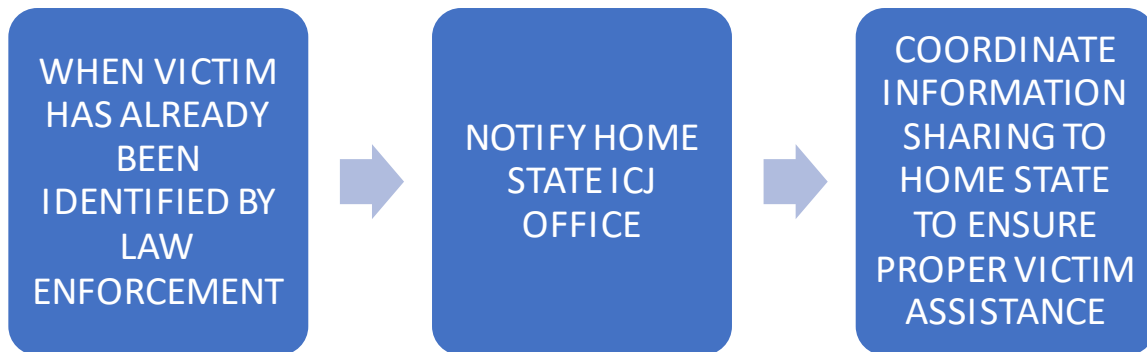 WHEN VICTIM
HAS ALREADY
BEEN
IDENTIFIED BY
LAW
ENFORCEMENT
NOTIFY HOME
STATE ICJ
OFFICE
COORDINATE
INFORMATION
SHARING TO
HOME STATE
TO ENSURE
PROPER VICTIM
ASSISTANCE